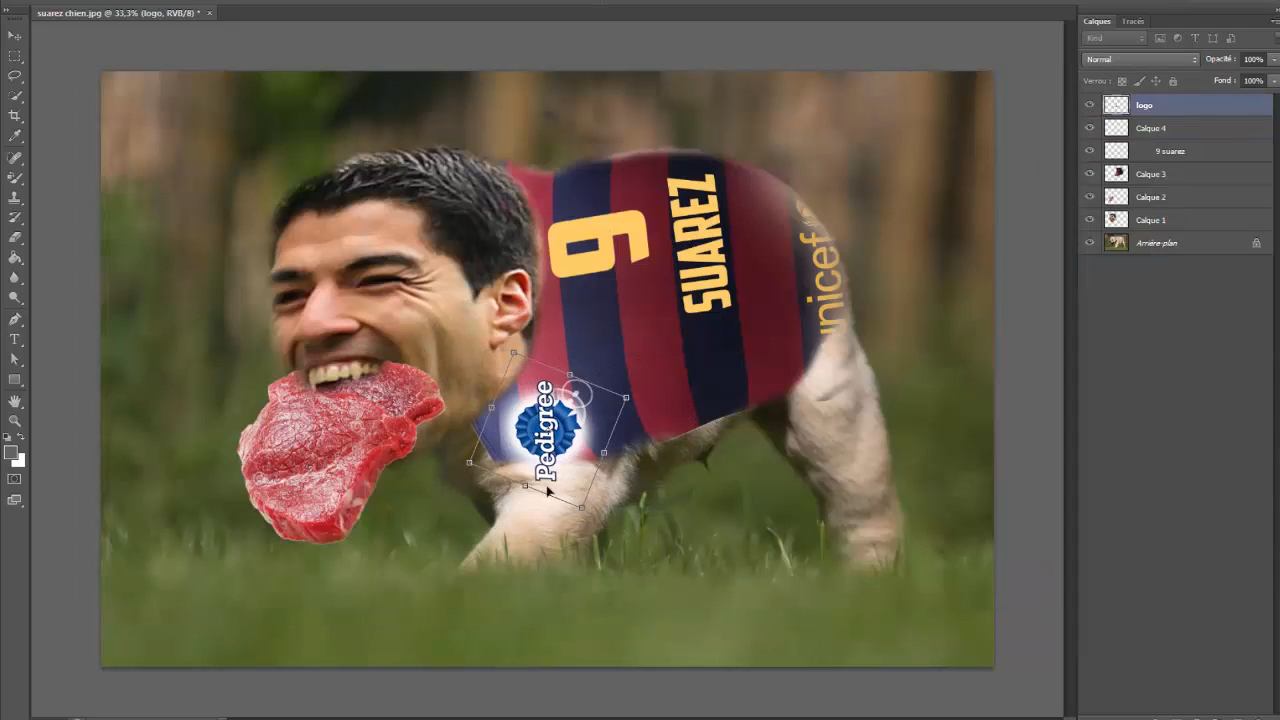 suarez chien.jpg @ 33,3% (logo, RVB/8) *
Calques Tracés
Kind
Normal Opacité : 100%
Verrou : Fond : 100%
logo
Calque 4
9 suarez
Calque 3
Calque 2
Calque 1
Arrière-plan
9
SUAREZ
unicef
Pedigree